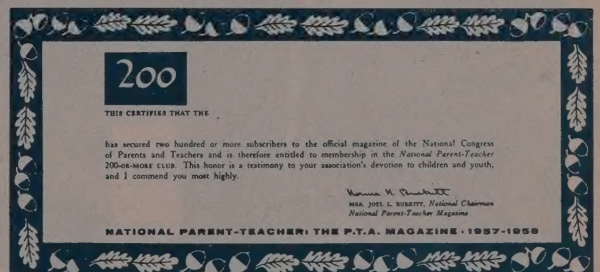 200
THIS CERTIFIES THAT THE
has secured two hundred or more subscribers to the official magazine of the National Congress
of Parents and Teachers and is therefore entitled to membership in the National Parent-Teacher
200-OR-MORE CLUB. This honor is a testimony to your association's devotion to children and youth,
and I commend you most highly.
MRS. JOEL L. BURKITT, National Chairman
National Parent-Teacher Magazine
NATIONAL PARENT-TEACHER: THE P.T.A. MAGAZINE · 1957-1958